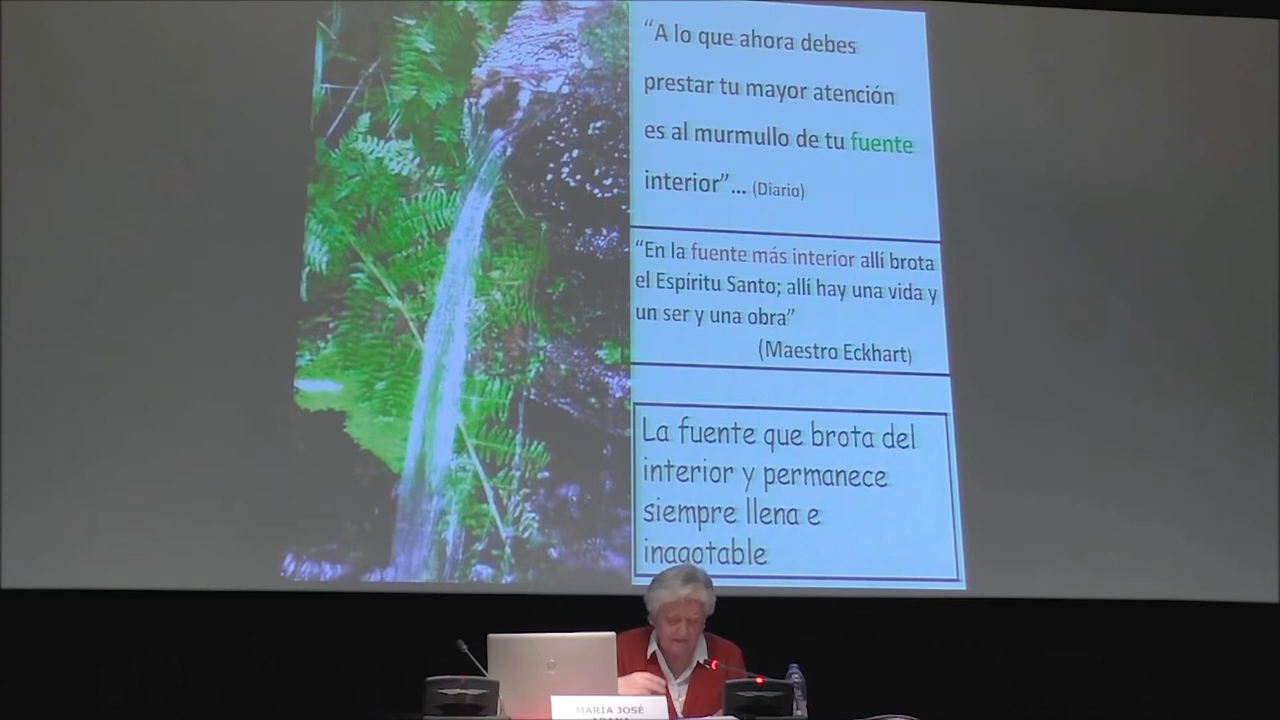 “A lo que ahora debes
prestar tu mayor atención
es al murmullo de tu fuente
interior”... (Diario)
“En la fuente más interior allí brota
el Espíritu Santo; allí hay una vida y
un ser y una obra”
(Maestro Eckhart)
La fuente que brota del
interior y permanece
siempre llena e
inagotable
MARÍA JOSÉ